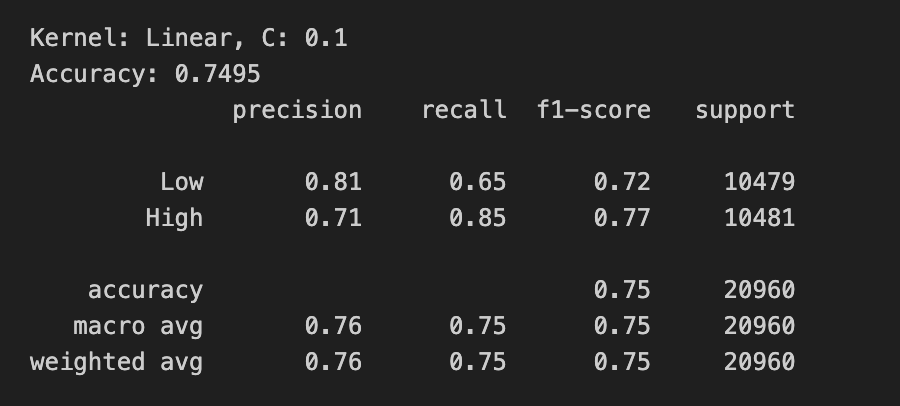 Kernel: Linear, C: 0.1
Accuracy: 0.7495
precision recall f1-score support
Low 0.81 0.65 0.72 10479
High 0.71 0.85 0.77 10481
accuracy 0.75 20960
macro avg 0.76 0.75 0.75 20960
weighted avg 0.76 0.75 0.75 20960